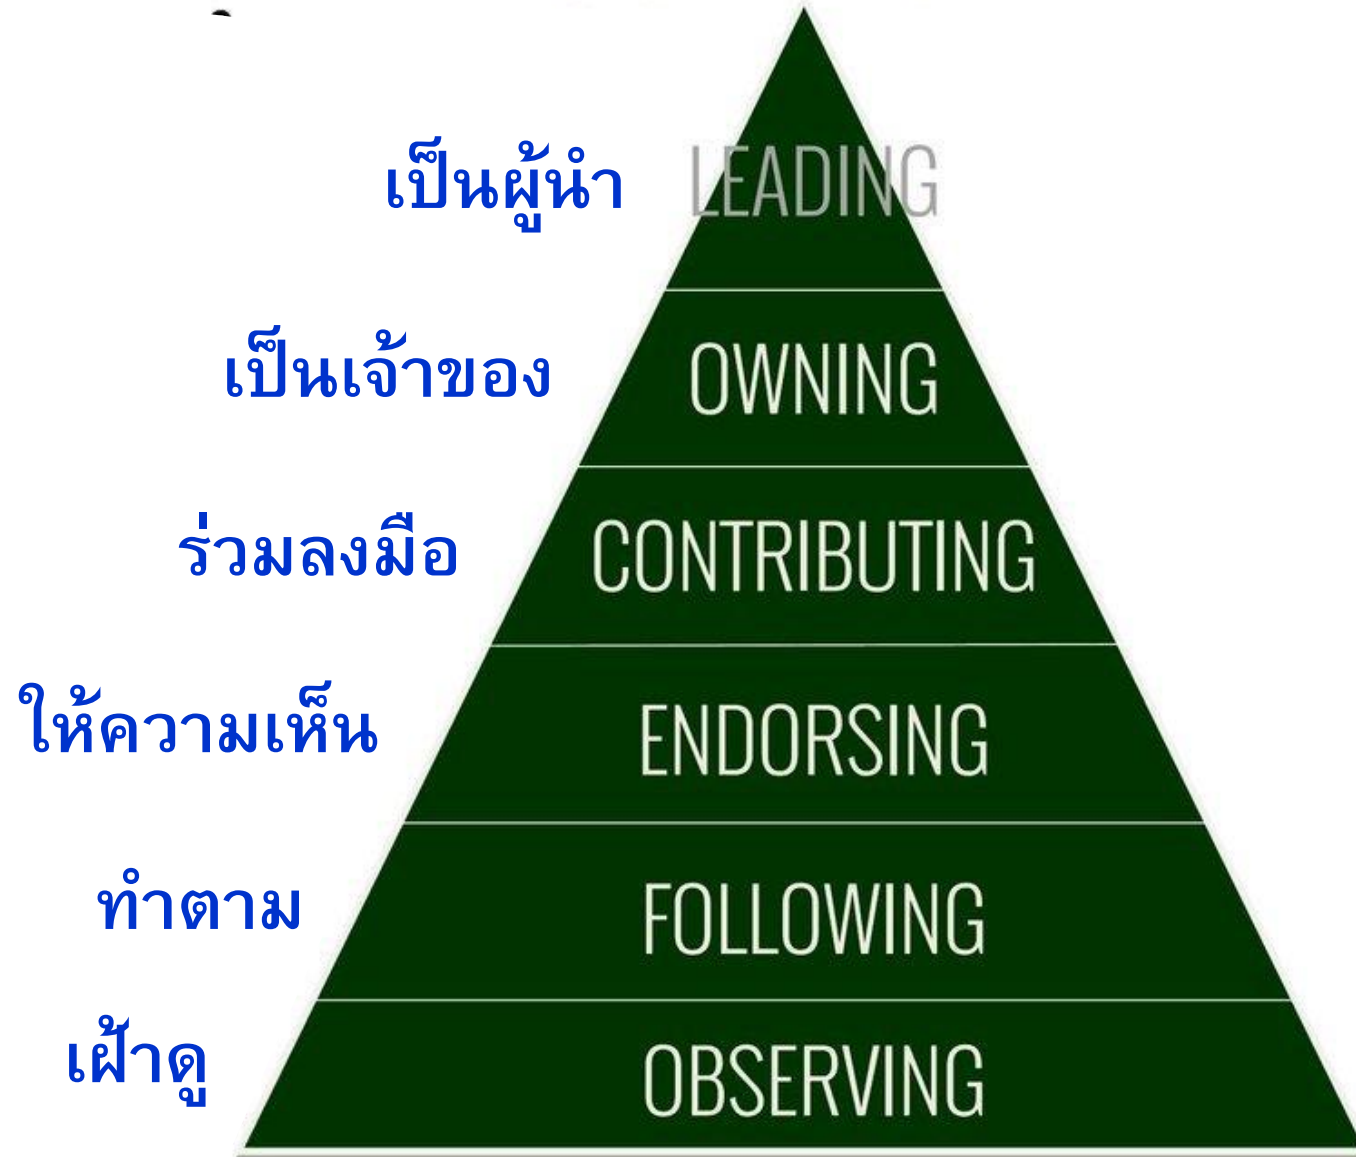 เป็นผู้นำ LEADING
เป็นเจ้าของ OWNING
ร่วมลงมือ CONTRIBUTING
ให้ความเห็น ENDORSING
ทำตาม FOLLOWING
เฝ้าดู OBSERVING